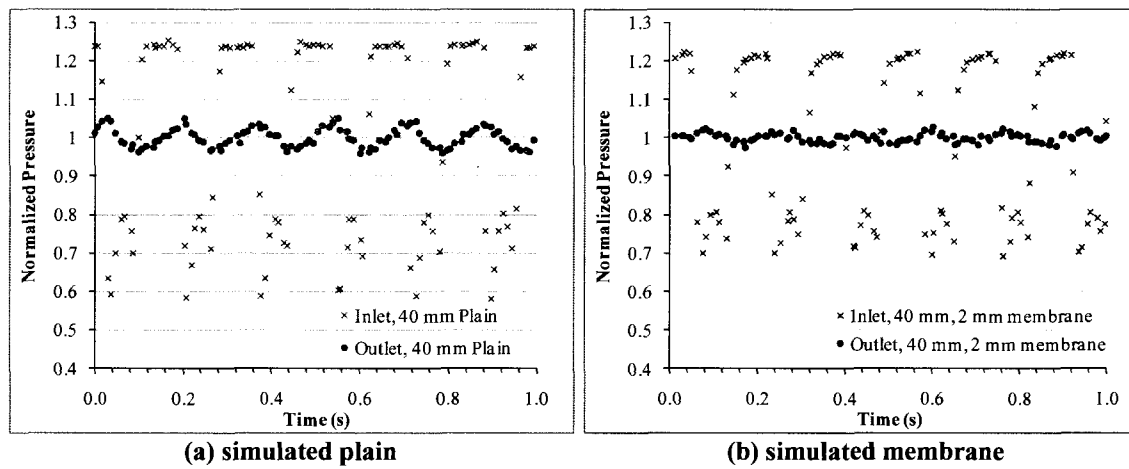 1.3
1.2
1.1
1
0.9
0.8
0.7
0.6
0.5
0.4
Normalized Pressure
× Inlet, 40 mm Plain
● Outlet, 40 mm Plain
0.0 0.2 0.4 0.6 0.8 1.0
Time (s)
(a) simulated plain
1.3
1.2
1.1
1
0.9
0.8
0.7
0.6
0.5
0.4
Normalized Pressure
× Inlet, 40 mm, 2 mm membrane
● Outlet, 40 mm, 2 mm membrane
0.0 0.2 0.4 0.6 0.8 1.0
Time (s)
(b) simulated membrane